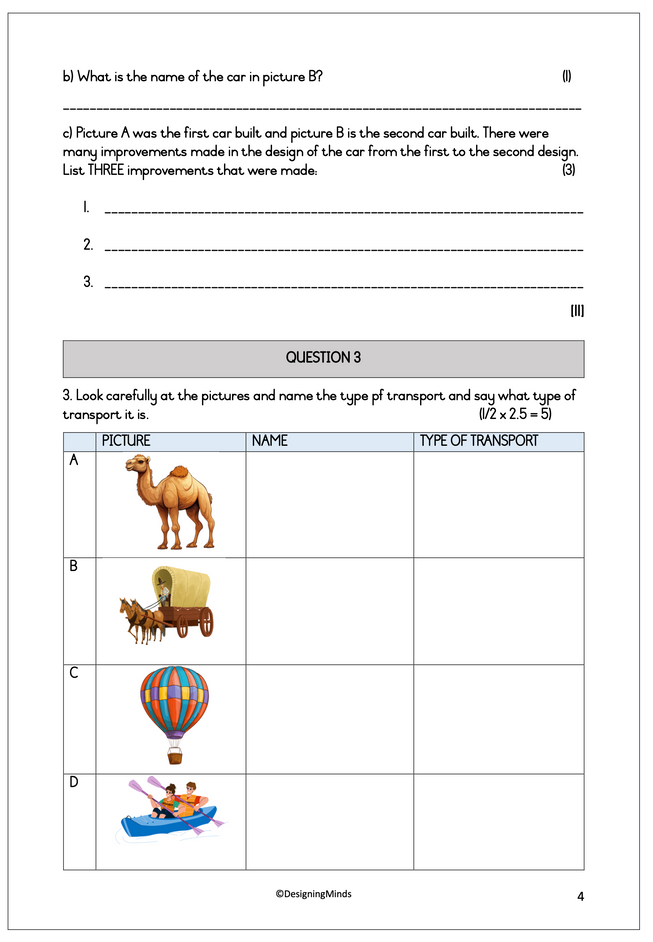 b) What is the name of the car in picture B? (1)
c) Picture A was the first car built and picture B is the second car built. There were
many improvements made in the design of the car from the first to the second design.
List THREE improvements that were made: (3)
1. ________________________________________________
2. ________________________________________________
3. ________________________________________________
[11]
QUESTION 3
3. Look carefully at the pictures and name the type pf transport and say what type of
transport it is. (1/2 x 2.5 = 5)
PICTURE NAME TYPE OF TRANSPORT
A
B
C
D
©DesigningMinds
4